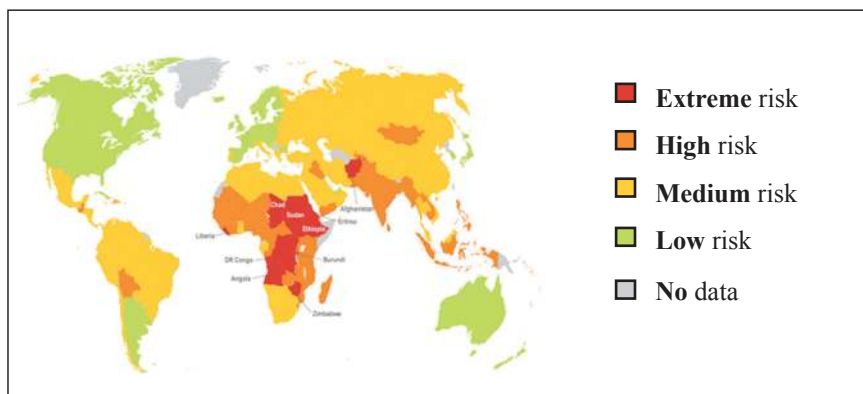 Extreme risk
High risk
Medium risk
Low risk
No data
Chad
Sudan
Ethiopia
Afghanistan
Eritrea
Liberia
DR Congo
Burundi
Angola
Zimbabwe